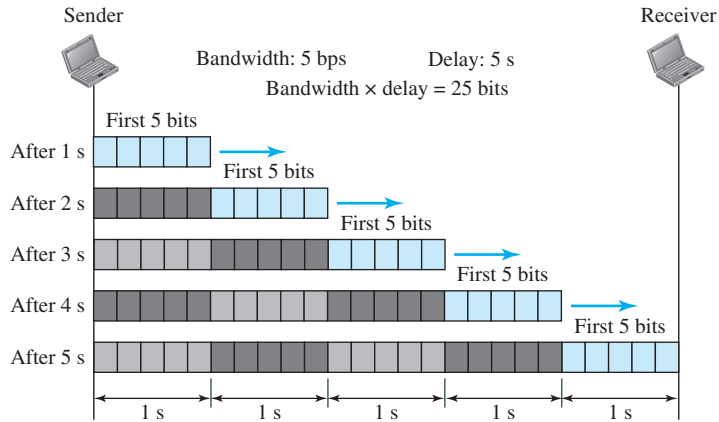 Sender
Receiver
Bandwidth: 5 bps
Delay: 5 s
Bandwidth × delay = 25 bits
First 5 bits
After 1 s
First 5 bits
After 2 s
First 5 bits
After 3 s
First 5 bits
After 4 s
First 5 bits
After 5 s
1 s
1 s
1 s
1 s
1 s